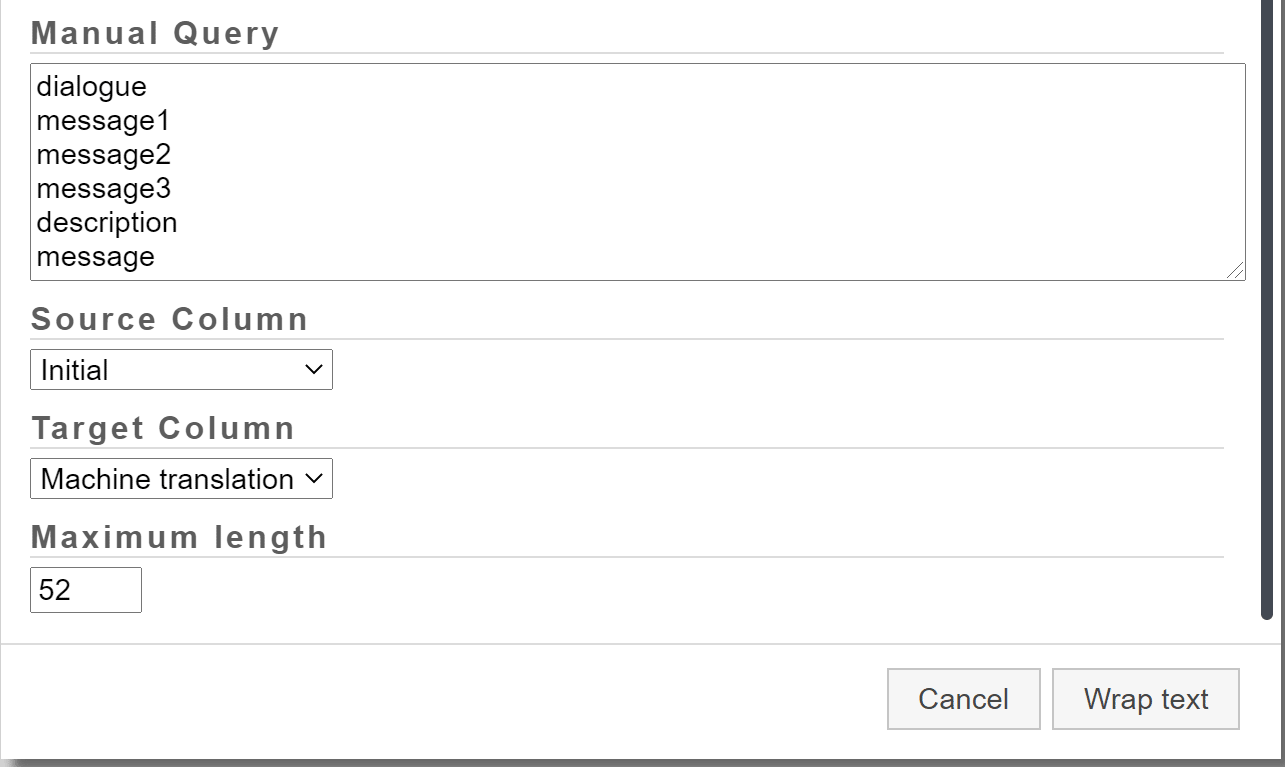 Manual Query
dialogue
message1
message2
message3
description
message
Source Column
Initial
Target Column
Machine translation
Maximum length
52
Cancel
Wrap text